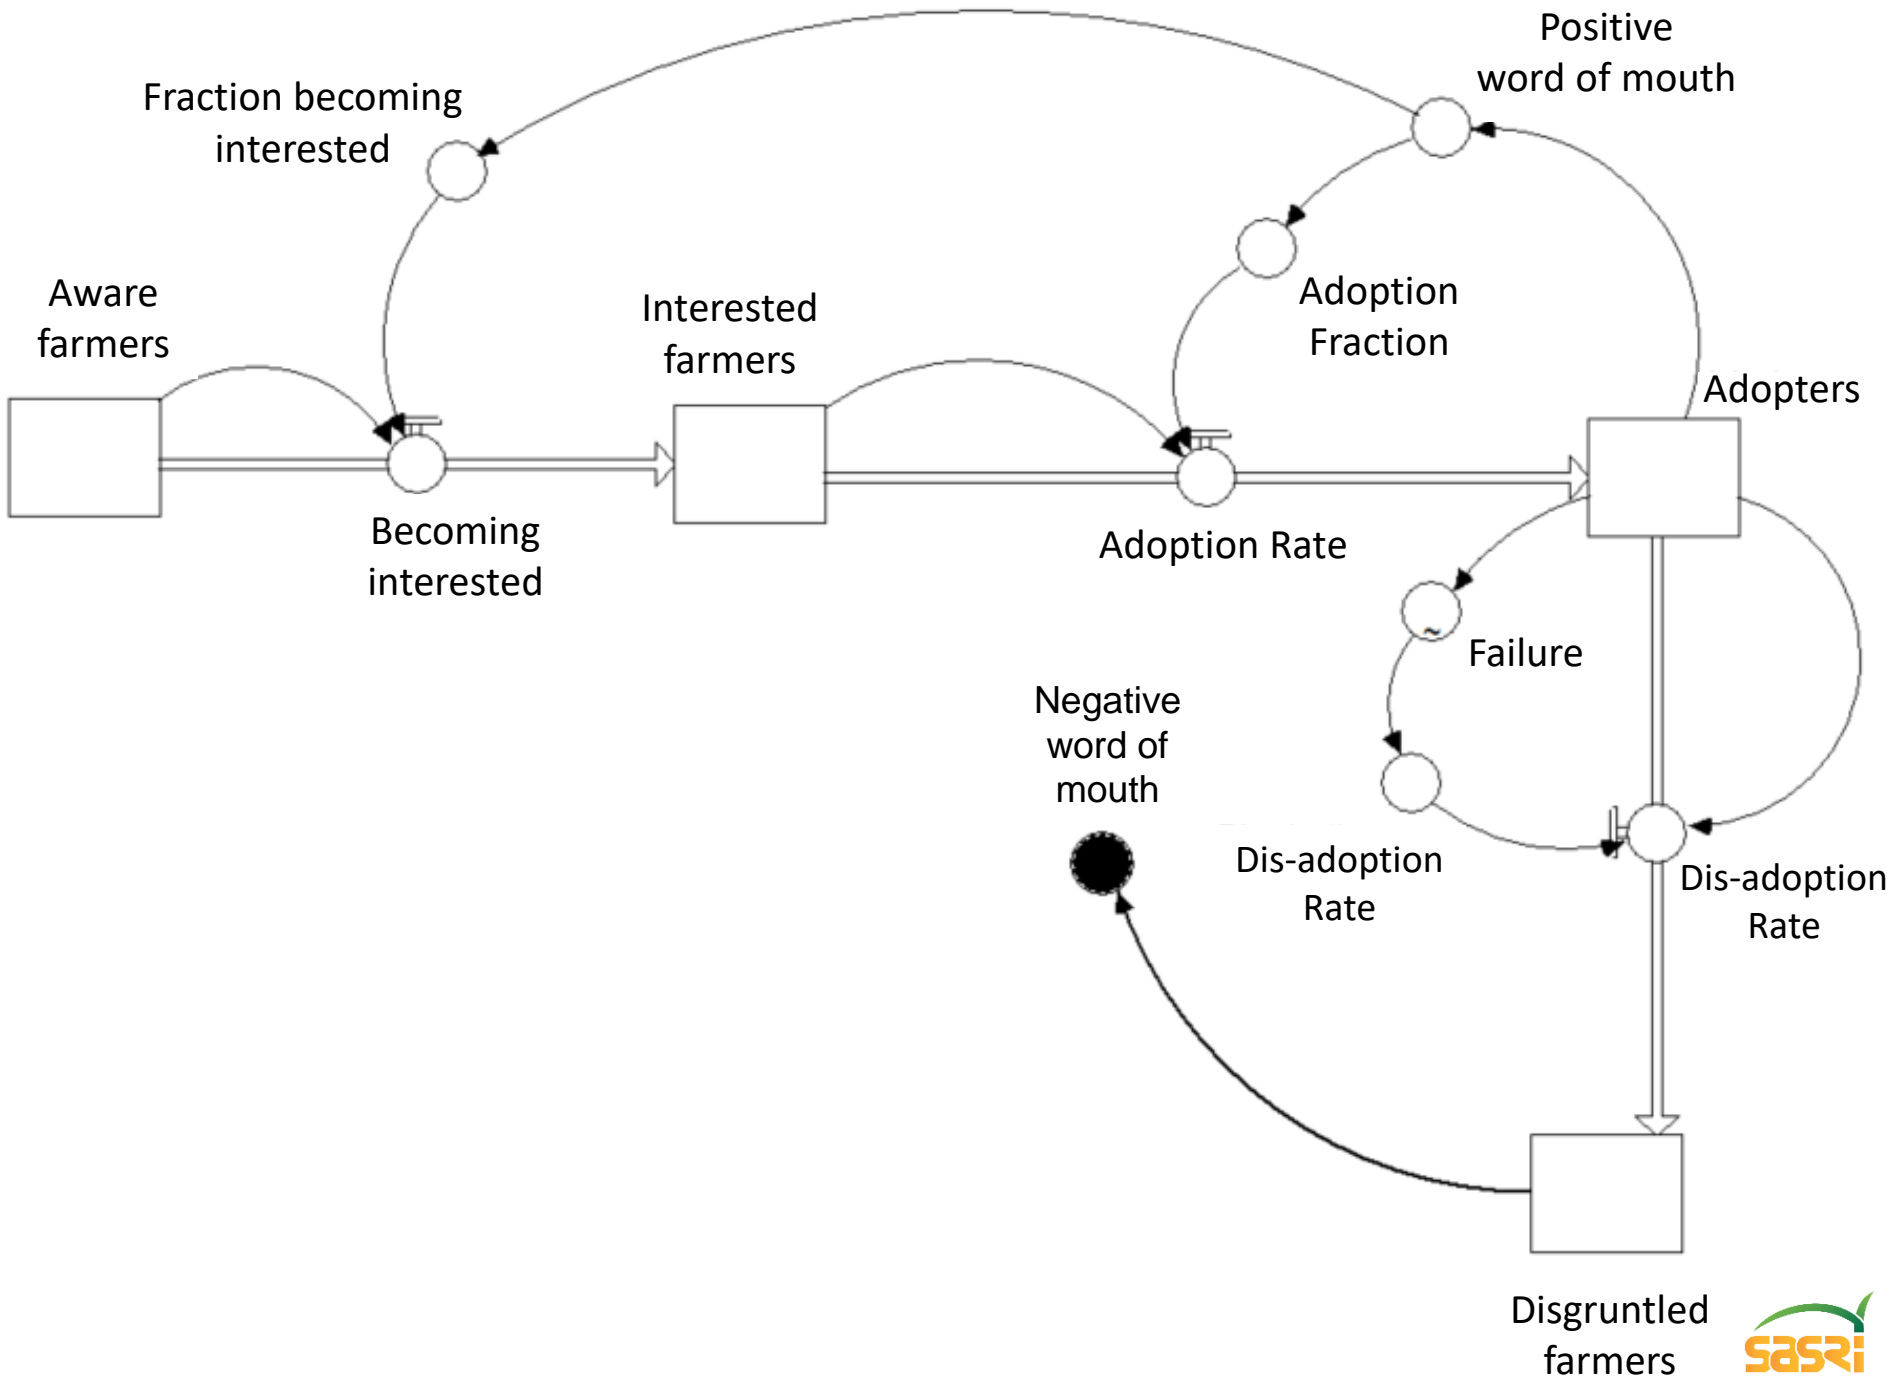 Positive
word of mouth
Fraction becoming
interested
Aware
farmers
Interested
farmers
Adoption
Fraction
Adopters
Becoming
interested
Adoption Rate
~
Failure
Negative
word of
mouth
Dis-adoption
Rate
Dis-adoption
Rate
Disgruntled
farmers
sasri